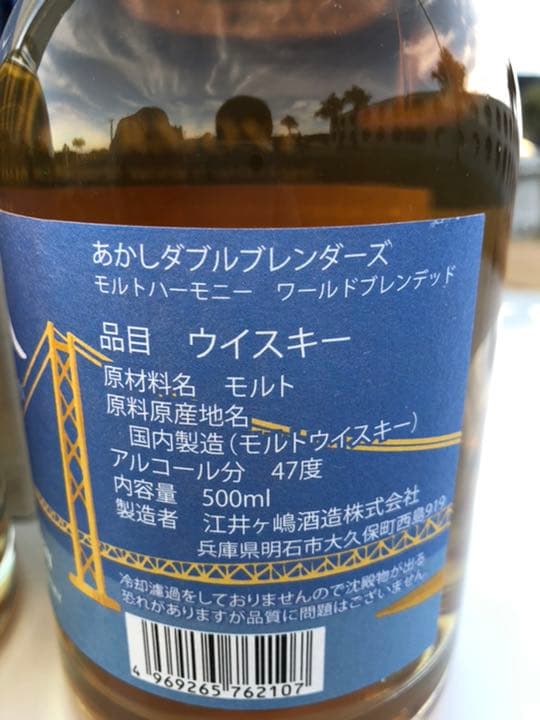 あかしダブルブレンダーズ
モルトハーモニー　ワールドブレンデッド
品目　ウイスキー
原材料名　モルト
原料原産地名
国内製造（モルトウイスキー）
アルコール分　47度
内容量　500ml
製造者　江井ヶ嶋酒造株式会社
兵庫県明石市大久保町西島919
冷却濾過をしておりませんので沈殿物が出る
恐れがありますが品質に問題はございません。
4 969265 762107